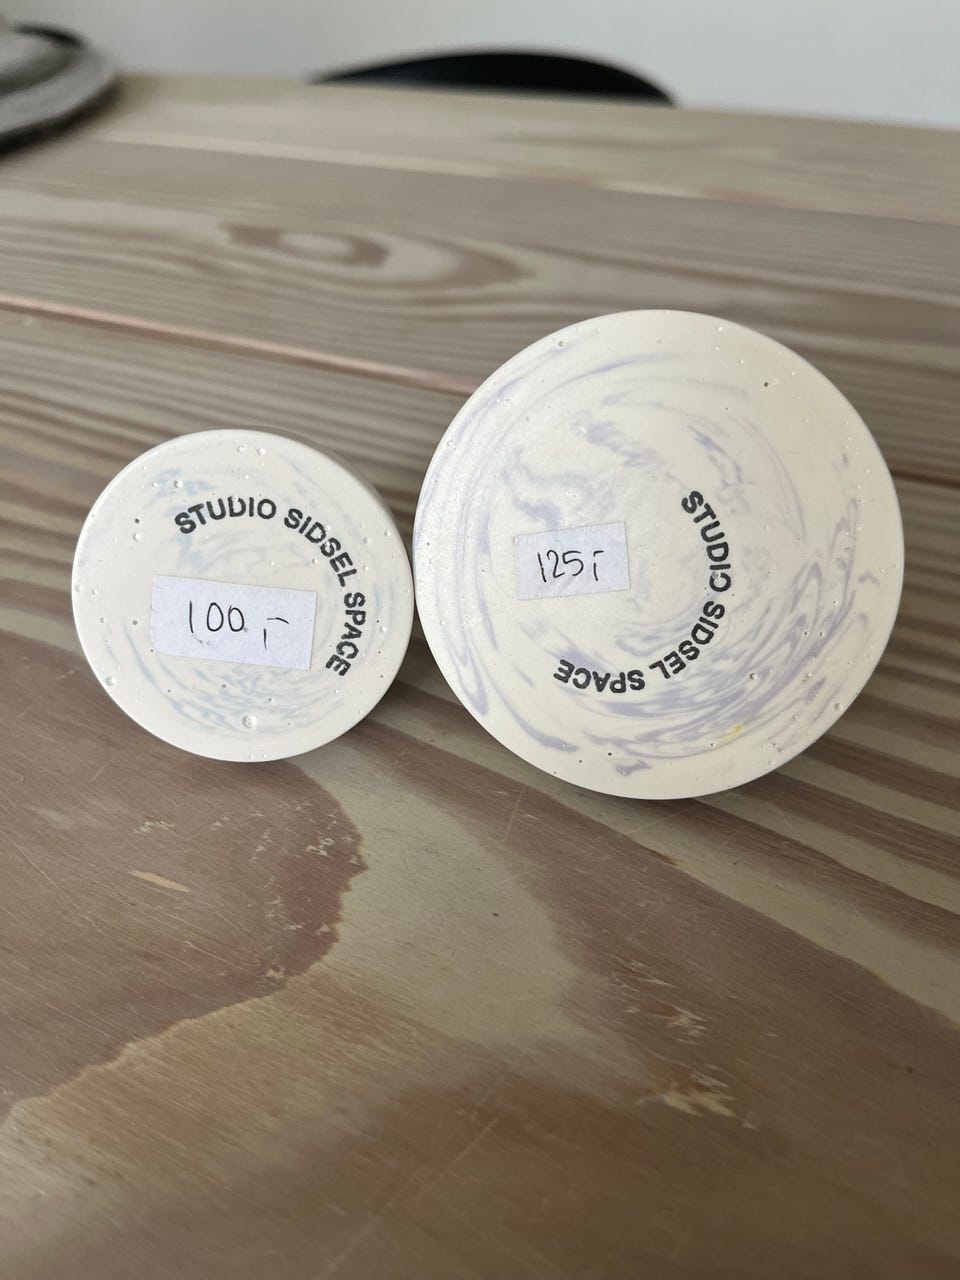 STUDIO SIDSEL SPACE
100,-
STUDIO SIDSEL SPACE
125,-